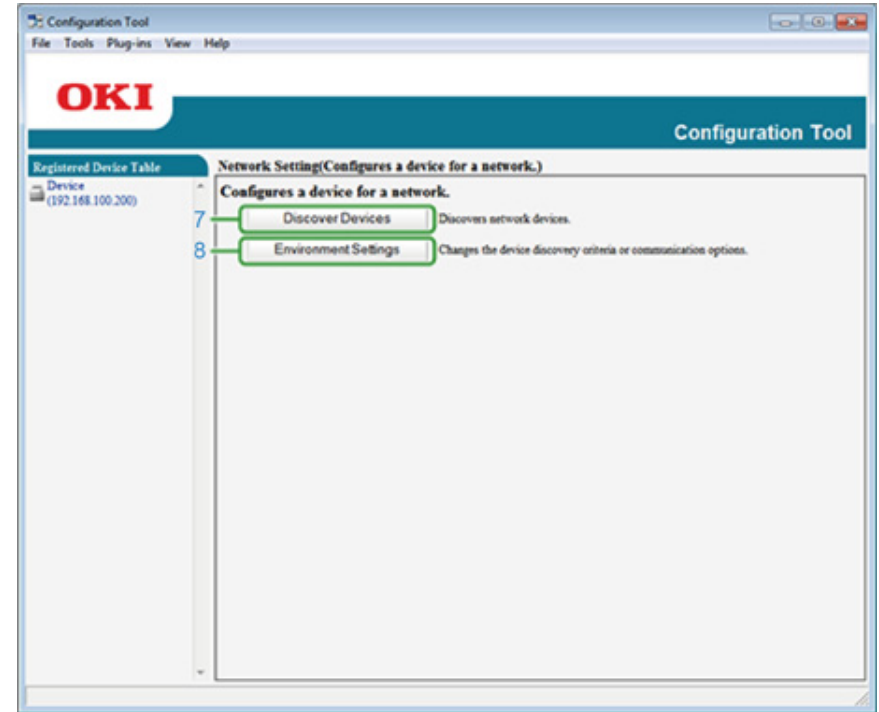 Configuration Tool
File Tools Plug-ins View Help
OKI
Configuration Tool
Registered Device Table
Device
(192.168.100.200)
Network Setting(Configures a device for a network.)
Configures a device for a network.
7 Discover Devices Discovers network devices.
8 Environment Settings Changes the device discovery criteria or communication options.